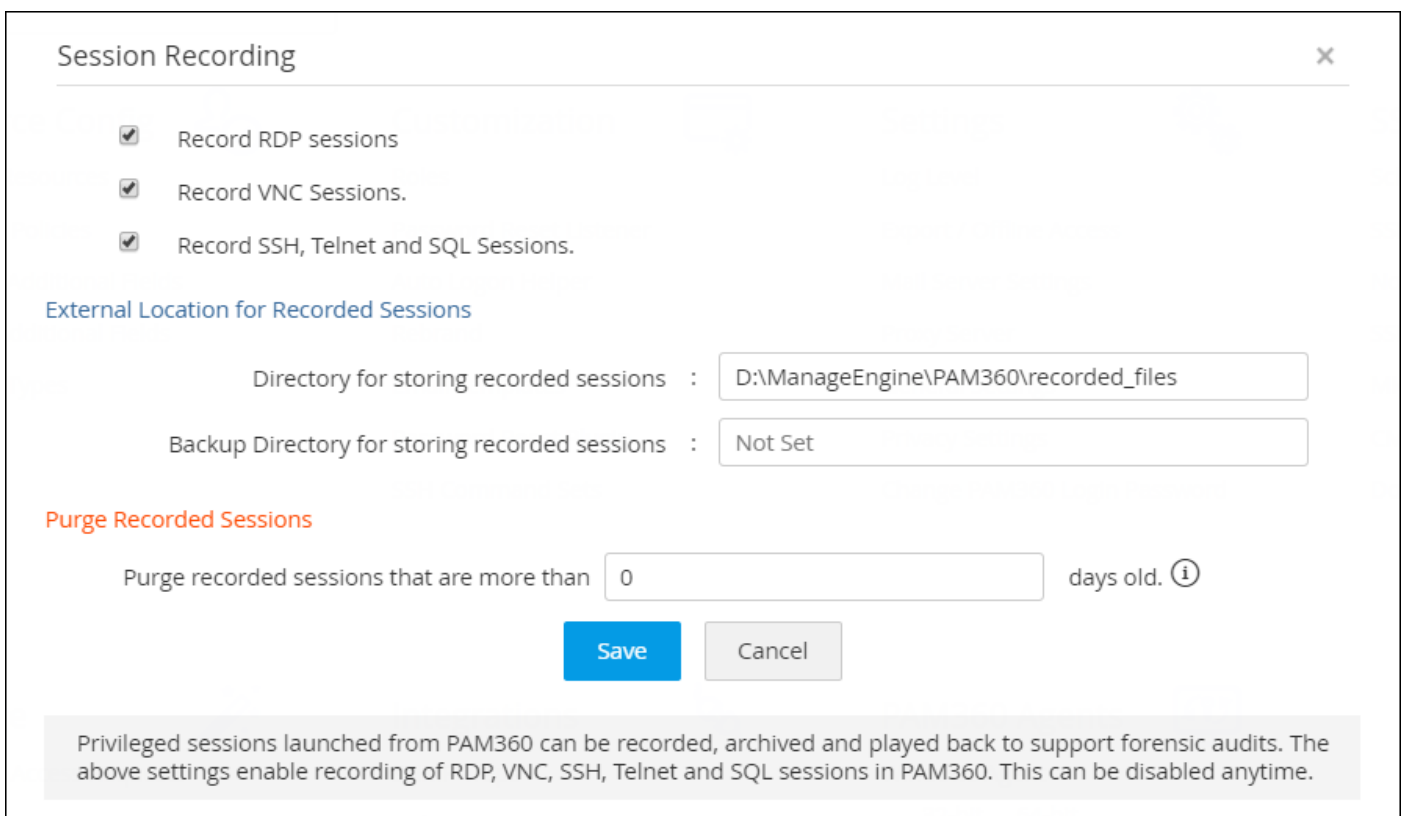 Session Recording
Record RDP sessions
Record VNC Sessions.
Record SSH, Telnet and SQL Sessions.
External Location for Recorded Sessions
Directory for storing recorded sessions : D:\ManageEngine\PAM360\recorded_files
Backup Directory for storing recorded sessions : Not Set
Purge Recorded Sessions
Purge recorded sessions that are more than 0 days old.
Save Cancel
Privileged sessions launched from PAM360 can be recorded, archived and played back to support forensic audits. The
above settings enable recording of RDP, VNC, SSH, Telnet and SQL sessions in PAM360. This can be disabled anytime.